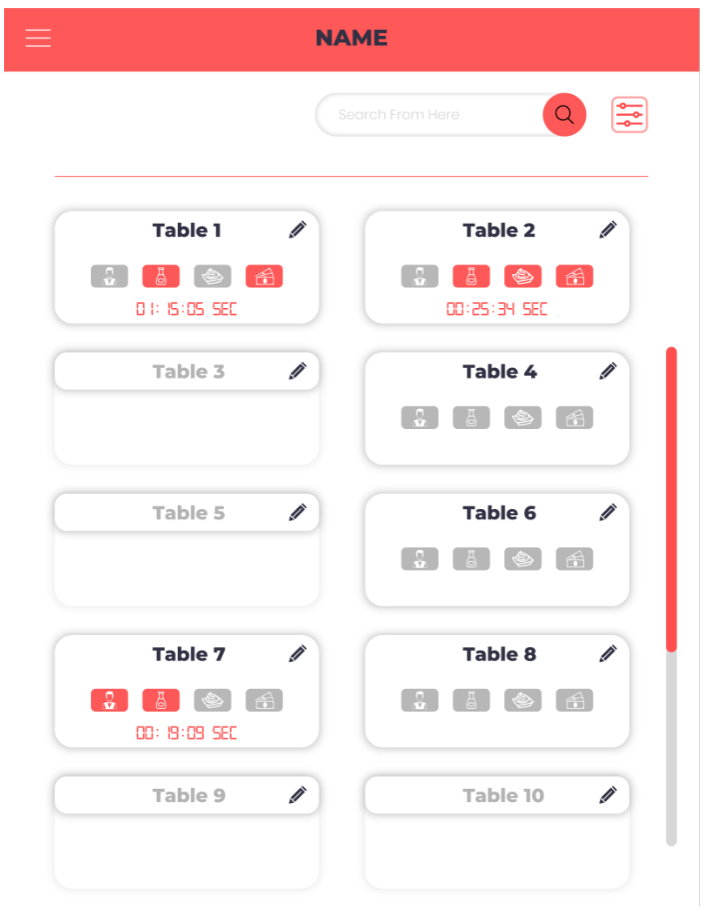 NAME
Search From Here
Table 1
01:15:05 SEC
Table 2
00:25:34 SEC
Table 3
Table 4
Table 5
Table 6
Table 7
00:19:09 SEC
Table 8
Table 9
Table 10